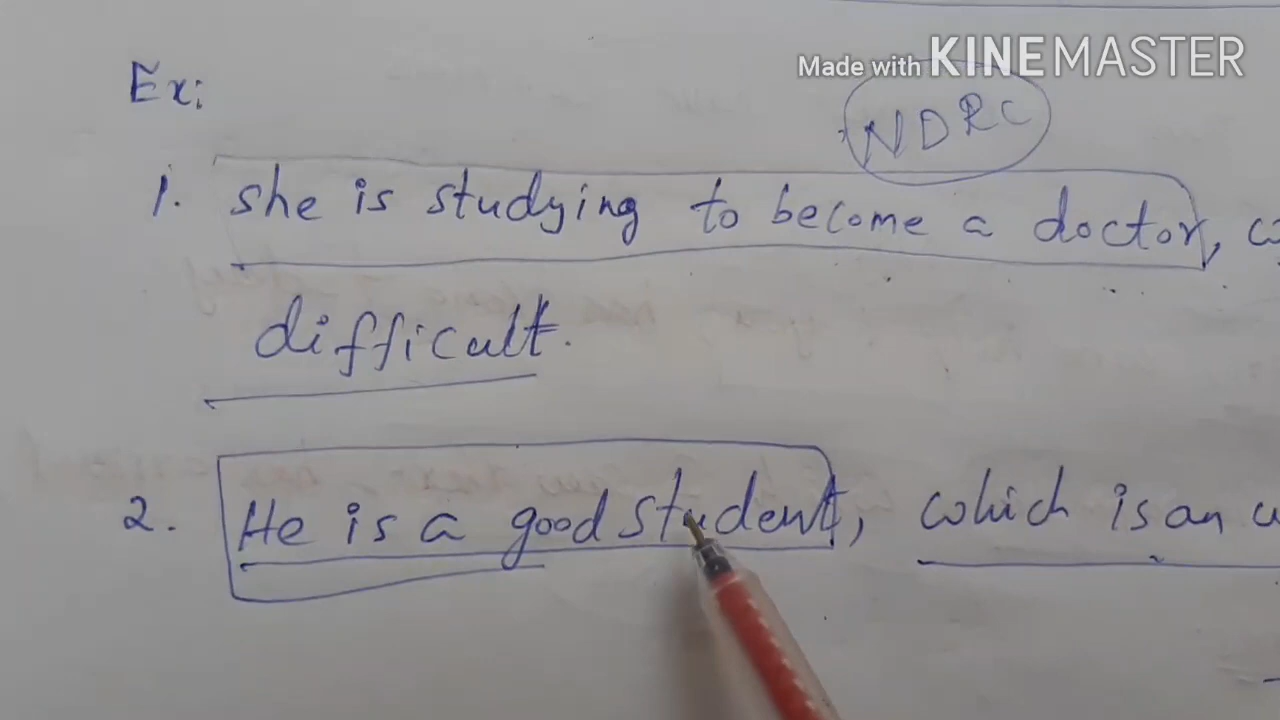 Made with KINEMASTER
Ex:
NDRC
1. she is studying to become a doctor,
difficult.
2. He is a good student, which is an